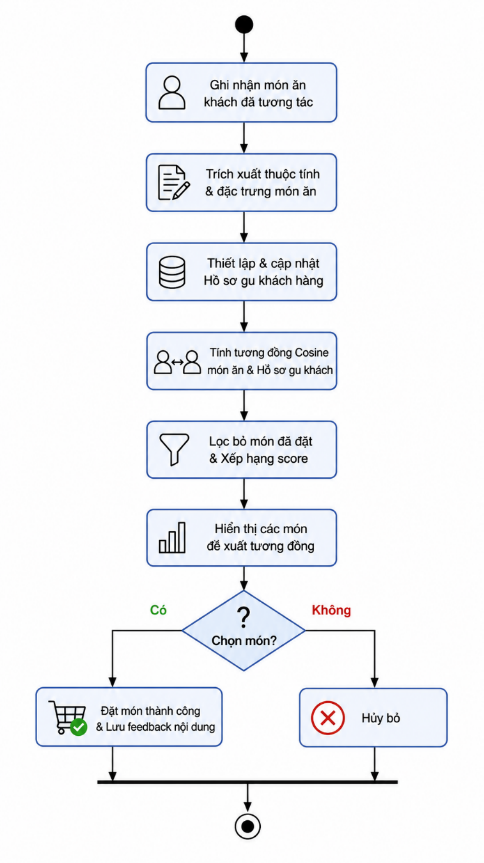 Ghi nhận món ăn
khách đã tương tác
Trích xuất thuộc tính
& đặc trưng món ăn
Thiết lập & cập nhật
Hồ sơ gu khách hàng
Tính tương đồng Cosine
món ăn & Hồ sơ gu khách
Lọc bỏ món đã đặt
& Xếp hạng score
Hiển thị các món
đề xuất tương đồng
Có
?
Không
Chọn món?
Đặt món thành công
& Lưu feedback nội dung
Hủy bỏ